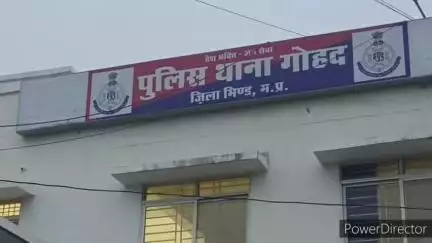 देश भक्ति - जन सेवा
पुलिस थाना गोहद
जिला भिण्ड, म.प्र.
PowerDirector